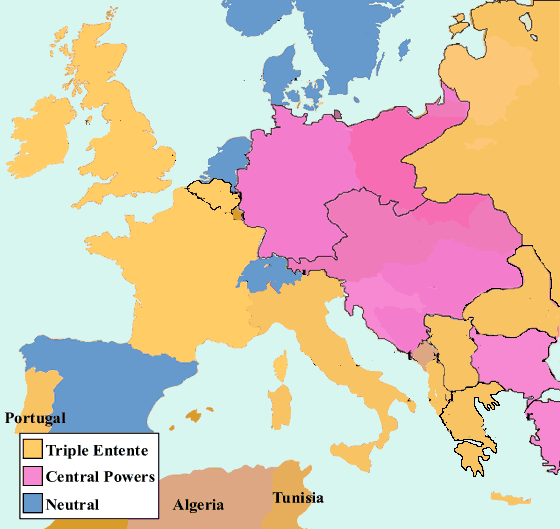 Portugal
Triple Entente
Central Powers
Neutral
Algeria
Tunisia